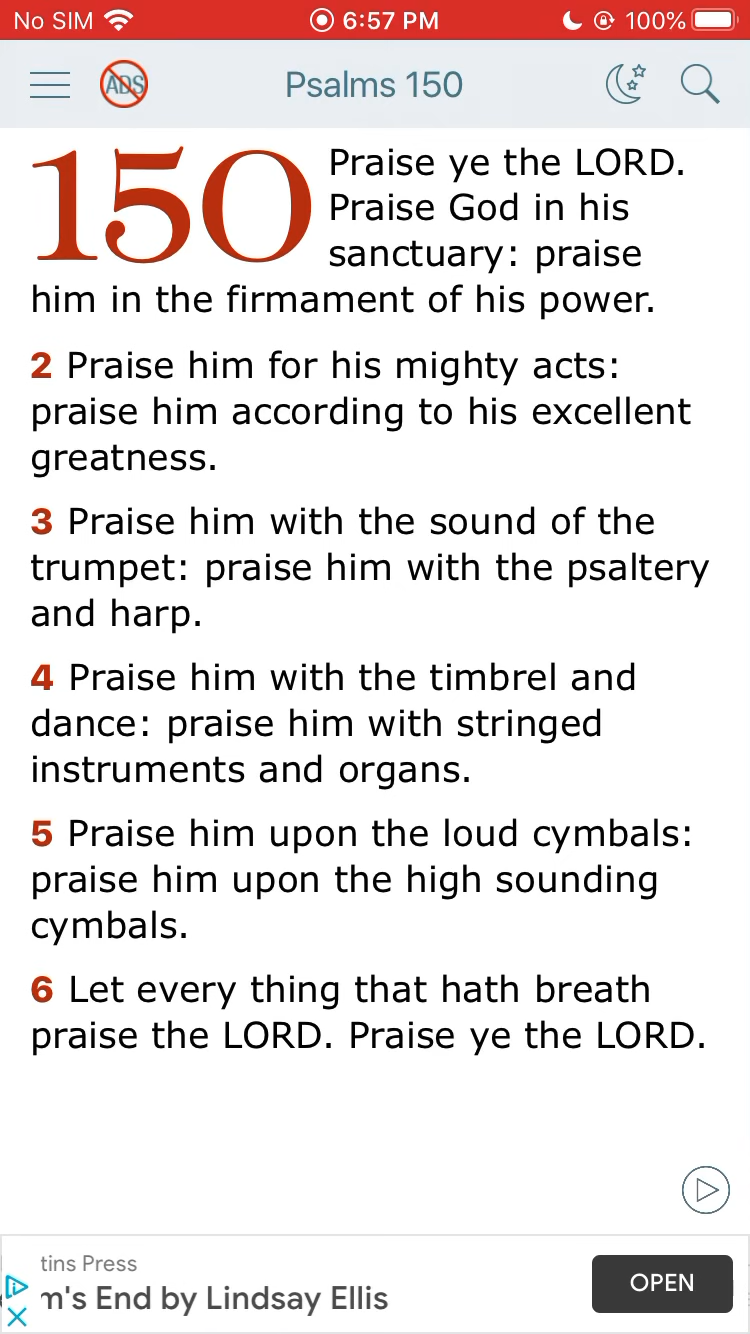 No SIM 6:57 PM 100%
ADS Psalms 150
150 Praise ye the LORD.
Praise God in his
sanctuary: praise
him in the firmament of his power.
2 Praise him for his mighty acts:
praise him according to his excellent
greatness.
3 Praise him with the sound of the
trumpet: praise him with the psaltery
and harp.
4 Praise him with the timbrel and
dance: praise him with stringed
instruments and organs.
5 Praise him upon the loud cymbals:
praise him upon the high sounding
cymbals.
6 Let every thing that hath breath
praise the LORD. Praise ye the LORD.
tins Press
m's End by Lindsay Ellis
OPEN